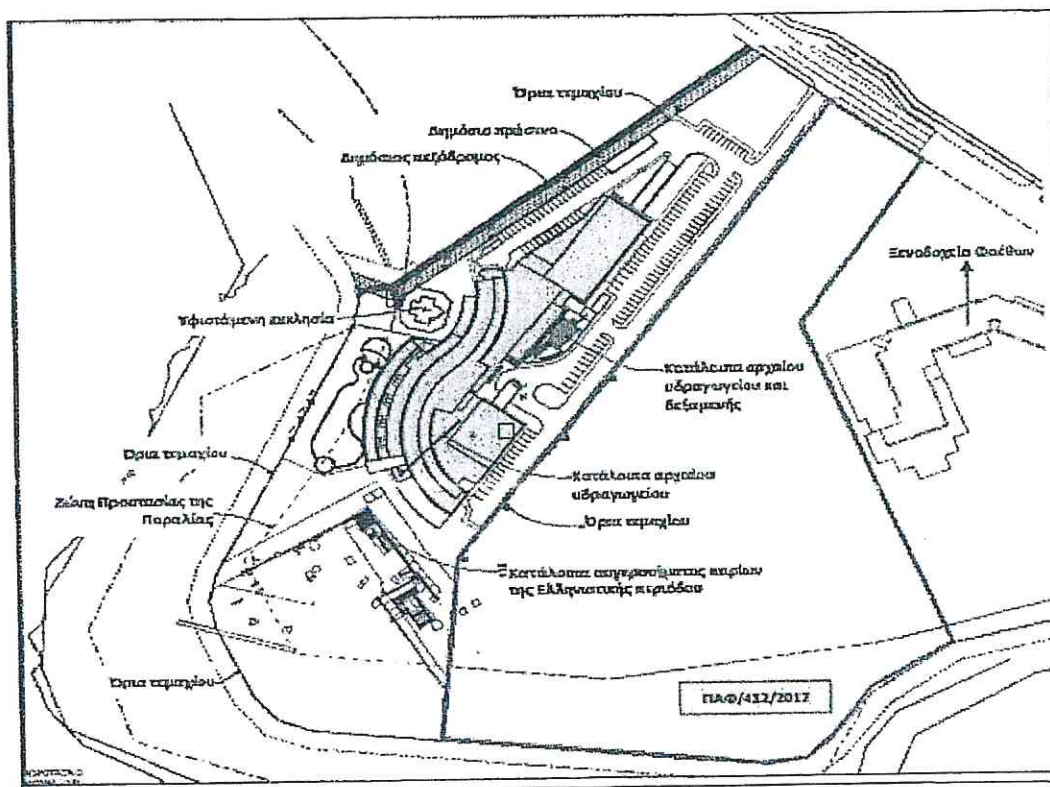 Όρια τεμαχίου
Δημόσιο πράσινο
Δημόσιος πεζόδρομος
Ξενοδοχείο Φαέθων
Υφιστάμενη εκκλησία
Κατάλοιπα αρχαίου
υδραγωγείου και
δεξαμενής
Όρια τεμαχίου
Κατάλοιπα αρχαίου
υδραγωγείου
Ζώνη Προστασίας της
Παραλίας
Όρια τεμαχίου
Κατάλοιπα συγκροτήματος κτιρίων
της Ελληνιστικής περιόδου
Όρια τεμαχίου
ΠΑΦ/432/2012